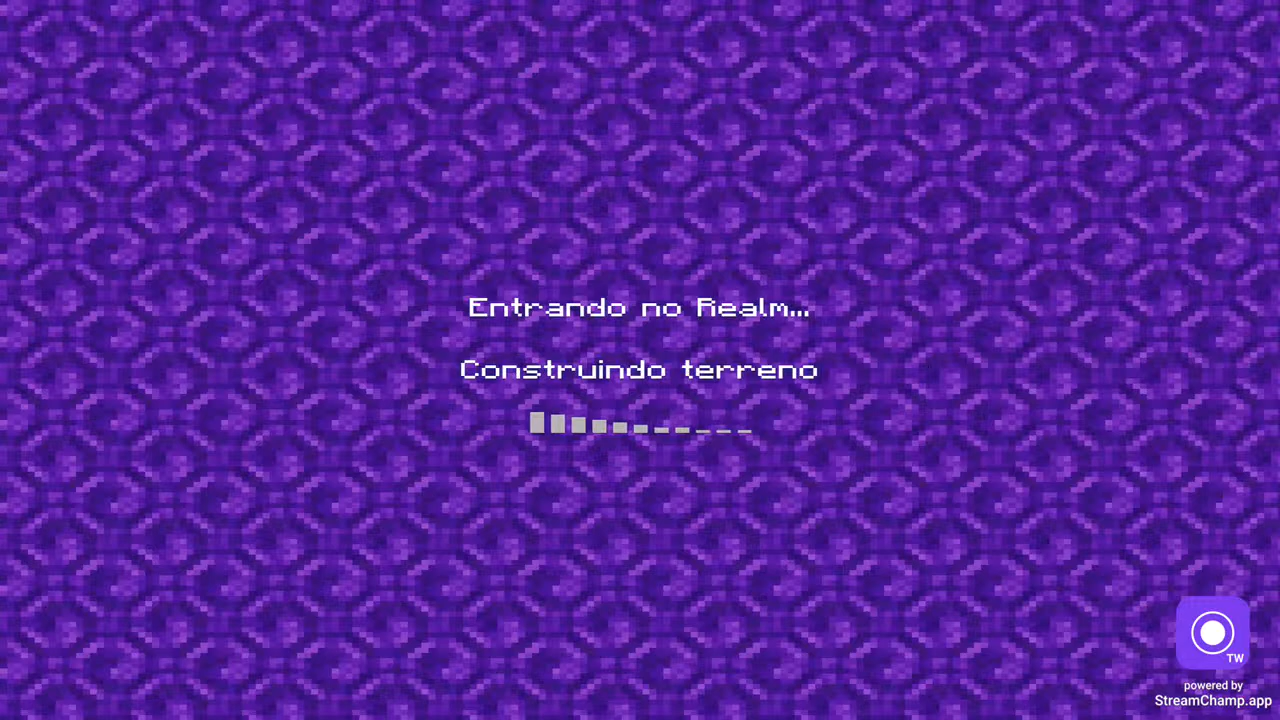 Entrando no Realm...
Construindo terreno
TW
powered by
StreamChamp.app